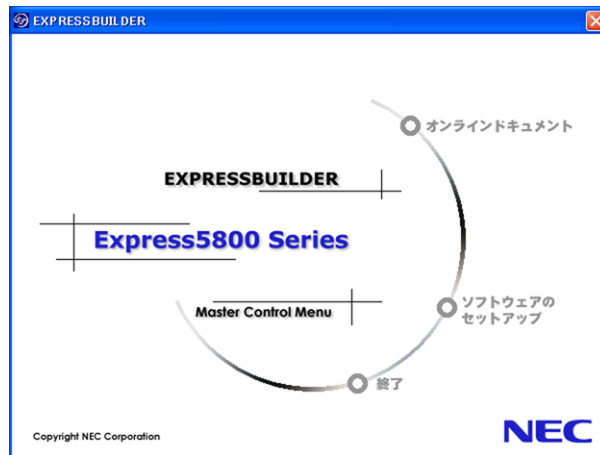 EXPRESSBUILDER
オンラインドキュメント
EXPRESSBUILDER
Express5800 Series
ソフトウェアの
セットアップ
Master Control Menu
終了
Copyright NEC Corporation
NEC